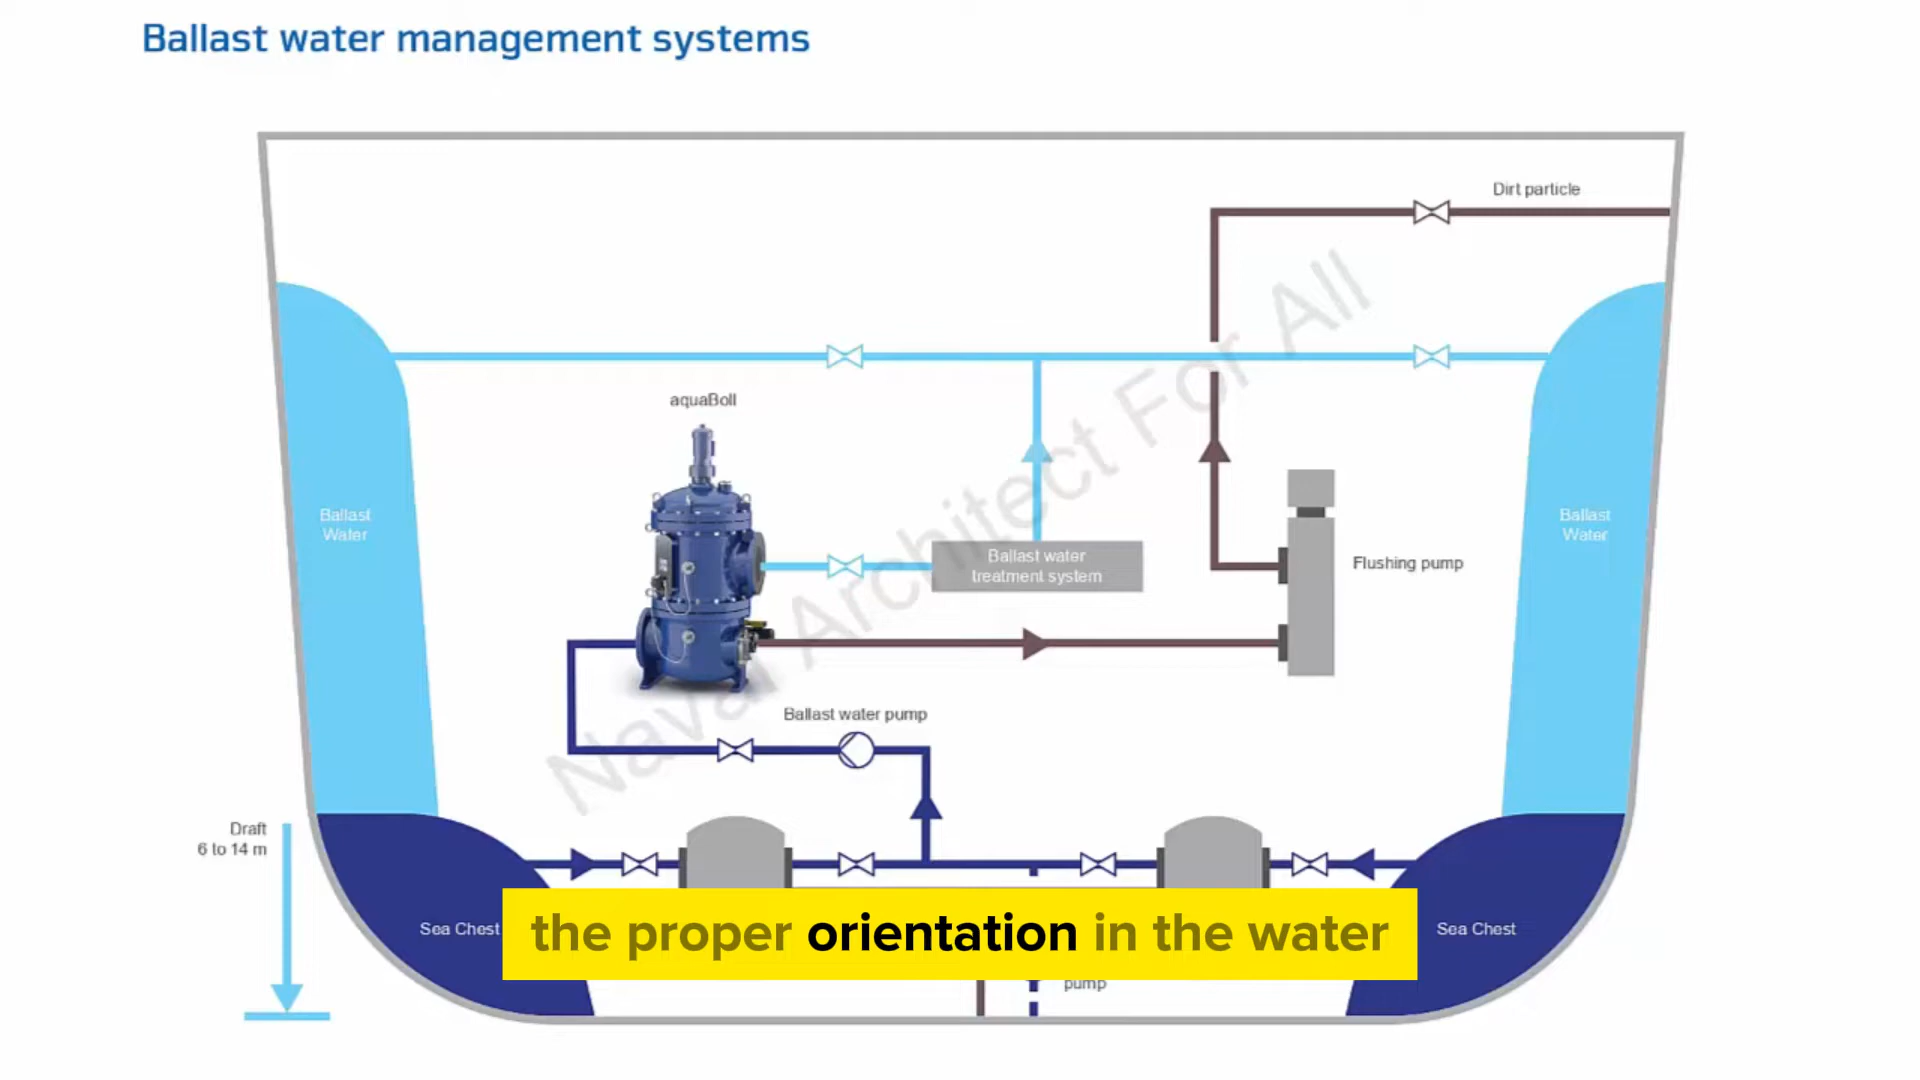 Ballast water management systems
Dirt particle
aquaBoll
Ballast
Water
Ballast
Water
Ballast water
treatment system
Flushing pump
Ballast water pump
Draft
6 to 14 m
Sea Chest
Sea Chest
the proper orientation in the water
pump
Naval Architect For All